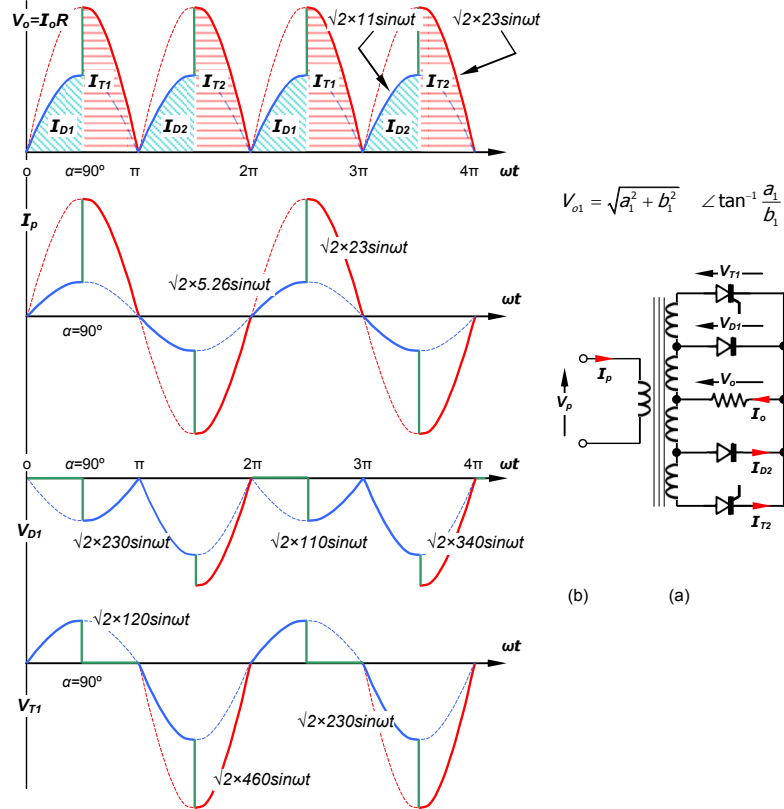 Vo=IoR
√2×11sinωt
√2×23sinωt
IT1
IT2
IT1
IT2
ID1
ID2
ID1
ID2
o
α=90º
π
2π
3π
4π
ωt
Ip
√2×23sinωt
√2×5.26sinωt
ωt
α=90º
o
α=90º
π
2π
3π
4π
ωt
VD1
√2×230sinωt
√2×110sinωt
√2×340sinωt
√2×120sinωt
ωt
α=90º
VT1
√2×230sinωt
√2×460sinωt
Vo1 = √a1² + b1² ∠ tan⁻¹ a1/b1
VT1
VD1
Vo
Ip
Io
Vp
ID2
IT2
(b)
(a)